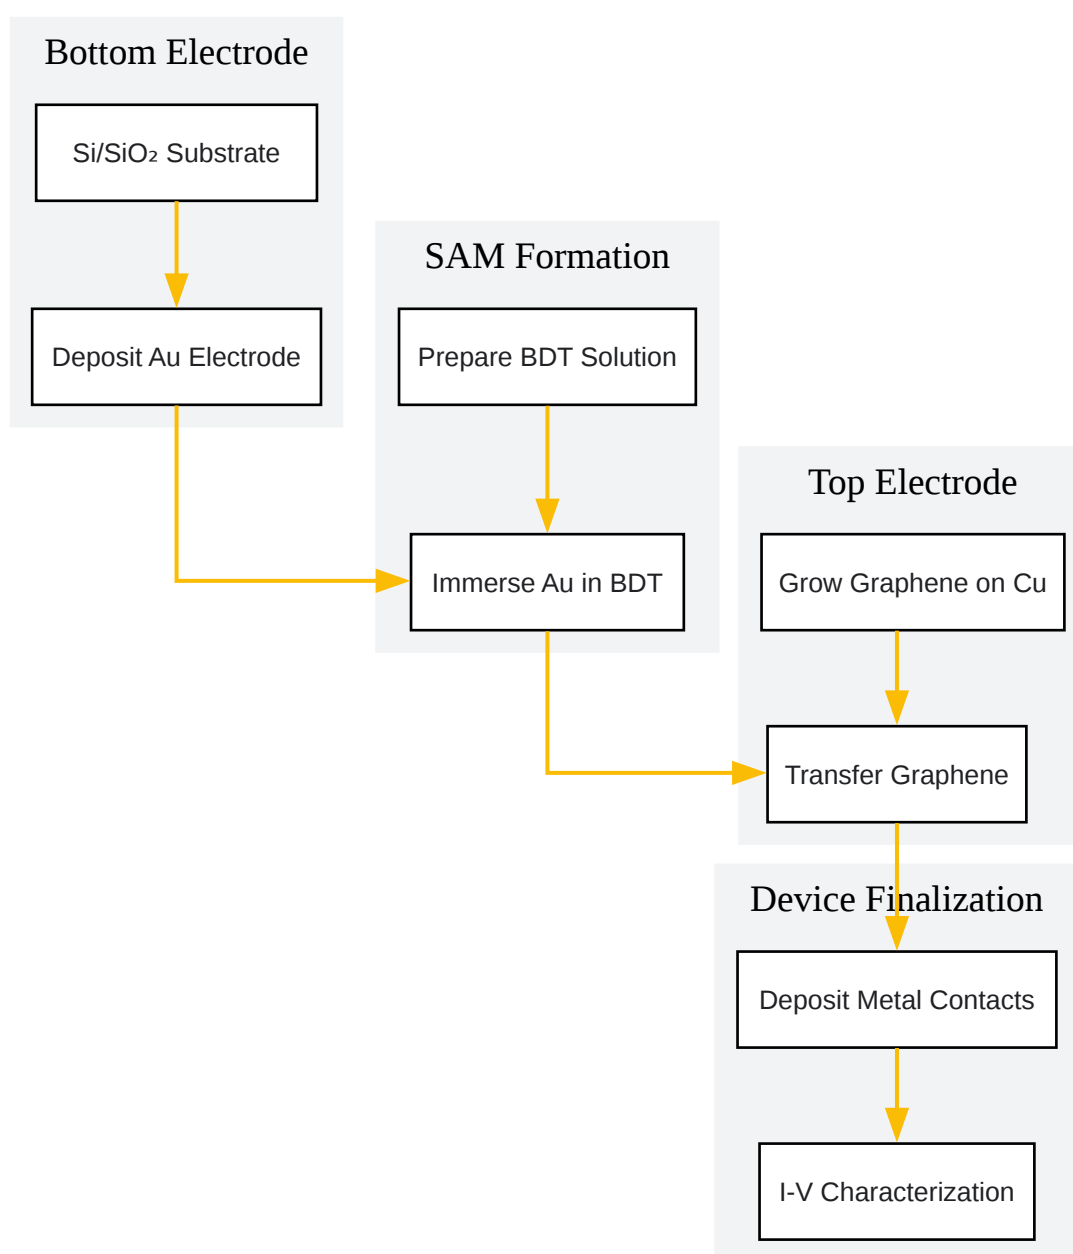 Bottom Electrode
Si/SiO₂ Substrate
Deposit Au Electrode
SAM Formation
Prepare BDT Solution
Immerse Au in BDT
Top Electrode
Grow Graphene on Cu
Transfer Graphene
Device Finalization
Deposit Metal Contacts
I-V Characterization